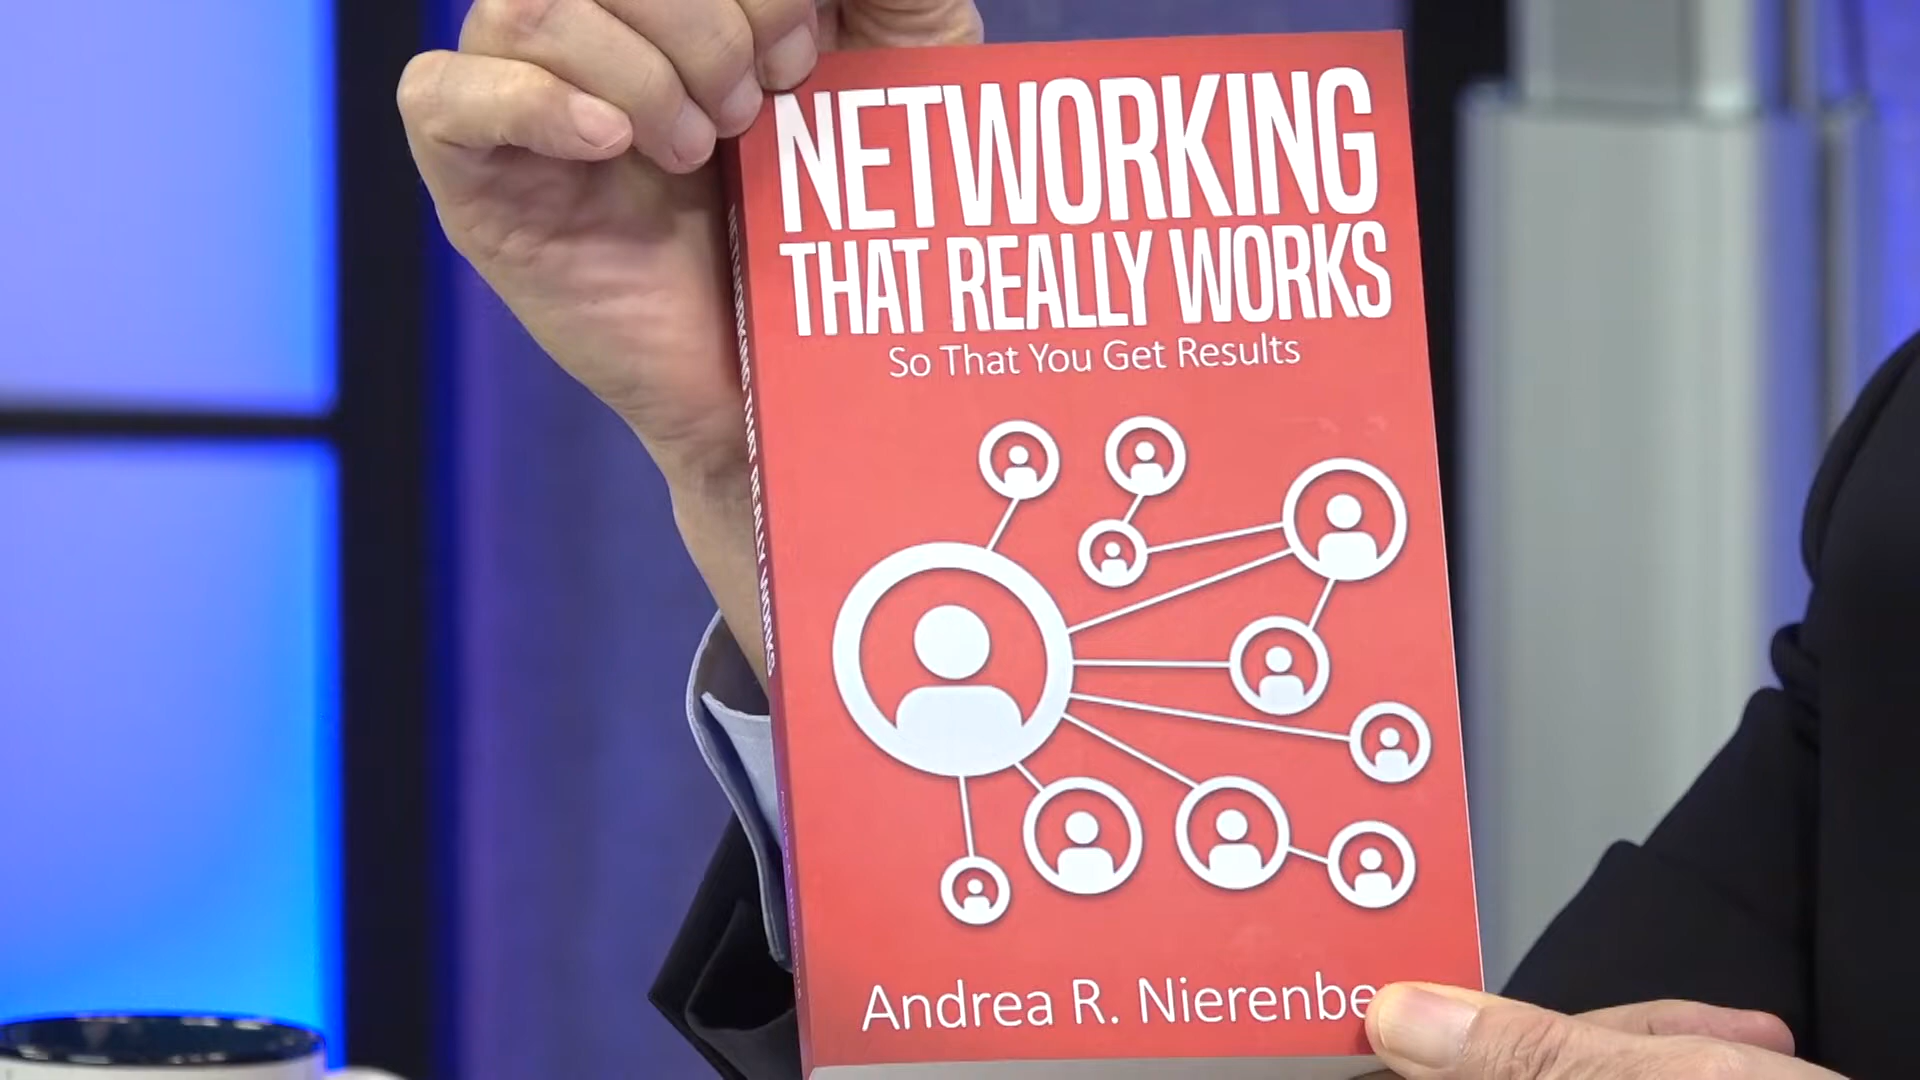 NETWORKING
THAT REALLY WORKS
So That You Get Results
Andrea R. Nierenbe
NETWORKING THAT REALLY WORKS